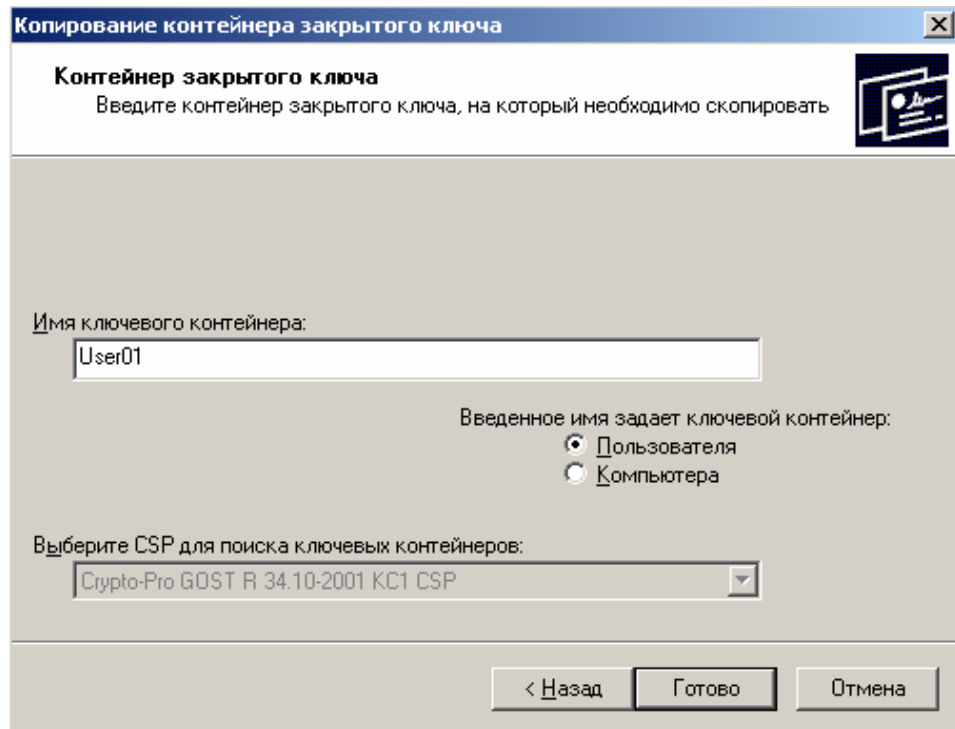 Копирование контейнера закрытого ключа
Контейнер закрытого ключа
Введите контейнер закрытого ключа, на который необходимо скопировать
Имя ключевого контейнера:
User01
Введенное имя задает ключевой контейнер:
Пользователя
Компьютера
Выберите CSP для поиска ключевых контейнеров:
Crypto-Pro GOST R 34.10-2001 KC1 CSP
< Назад
Готово
Отмена